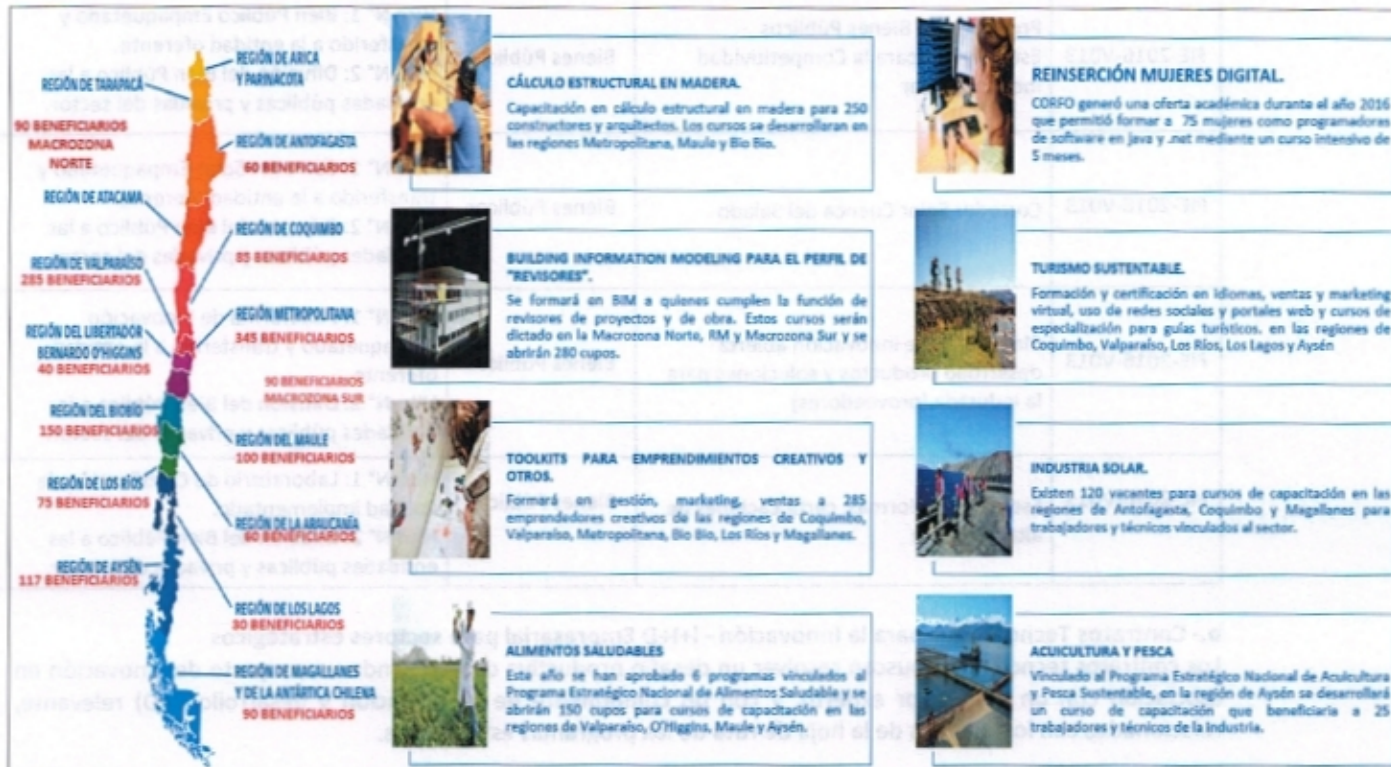 REGIÓN DE ARICA
Y PARINACOTA
REGIÓN DE TARAPACÁ
90 BENEFICIARIOS
MACROZONA
NORTE
REGIÓN DE ANTOFAGASTA
60 BENEFICIARIOS
REGIÓN DE ATACAMA
REGIÓN DE COQUIMBO
85 BENEFICIARIOS
REGIÓN DE VALPARAÍSO
285 BENEFICIARIOS
REGIÓN METROPOLITANA
345 BENEFICIARIOS
REGIÓN DEL LIBERTADOR
BERNARDO O'HIGGINS
40 BENEFICIARIOS
90 BENEFICIARIOS
MACROZONA SUR
REGIÓN DEL BIOBÍO
150 BENEFICIARIOS
REGIÓN DEL MAULE
100 BENEFICIARIOS
REGIÓN DE LOS RÍOS
75 BENEFICIARIOS
REGIÓN DE LA ARAUCANÍA
60 BENEFICIARIOS
REGIÓN DE AYSÉN
117 BENEFICIARIOS
REGIÓN DE LOS LAGOS
30 BENEFICIARIOS
REGIÓN DE MAGALLANES
Y DE LA ANTÁRTICA CHILENA
90 BENEFICIARIOS
CÁLCULO ESTRUCTURAL EN MADERA.
Capacitación en cálculo estructural en madera para 250
constructores y arquitectos. Los cursos se desarrollaran en
las regiones Metropolitana, Maule y Bio Bio.
BUILDING INFORMATION MODELING PARA EL PERFIL DE
"REVISORES".
Se formará en BIM a quienes cumplen la función de
revisores de proyectos y de obra. Estos cursos serán
dictado en la Macrozona Norte, RM y Macrozona Sur y se
abrirán 280 cupos.
TOOLKITS PARA EMPRENDIMIENTOS CREATIVOS Y
OTROS.
Formará en gestión, marketing, ventas a 285
emprendedores creativos de las regiones de Coquimbo,
Valparaíso, Metropolitana, Bio Bio, Los Ríos y Magallanes.
ALIMENTOS SALUDABLES
Este año se han aprobado 6 programas vinculados al
Programa Estratégico Nacional de Alimentos Saludable y se
abrirán 150 cupos para cursos de capacitación en las
regiones de Valparaíso, O'Higgins, Maule y Aysén.
REINSERCIÓN MUJERES DIGITAL.
CORFO generó una oferta académica durante el año 2016
que permitió formar a 75 mujeres como programadoras
de software en java y .net mediante un curso intensivo de
5 meses.
TURISMO SUSTENTABLE.
Formación y certificación en idiomas, ventas y marketing
virtual, uso de redes sociales y portales web y cursos de
especialización para guías turísticos. en las regiones de
Coquimbo, Valparaíso, Los Ríos, Los Lagos y Aysén
INDUSTRIA SOLAR.
Existen 120 vacantes para cursos de capacitación en las
regiones de Antofagasta, Coquimbo y Magallanes para
trabajadores y técnicos vinculados al sector.
ACUICULTURA Y PESCA
Vinculado al Programa Estratégico Nacional de Acuicultura
y Pesca Sustentable, en la región de Aysén se desarrollará
un curso de capacitación que beneficiaria a 25
trabajadores y técnicos de la industria.